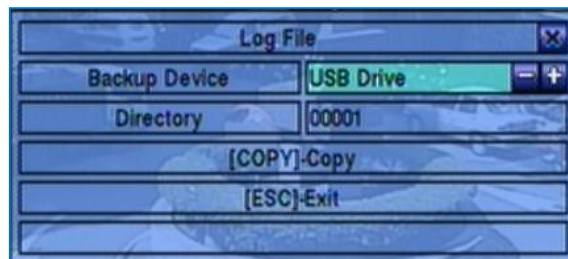 Log File
Backup Device USB Drive
Directory 00001
[COPY]-Copy
[ESC]-Exit